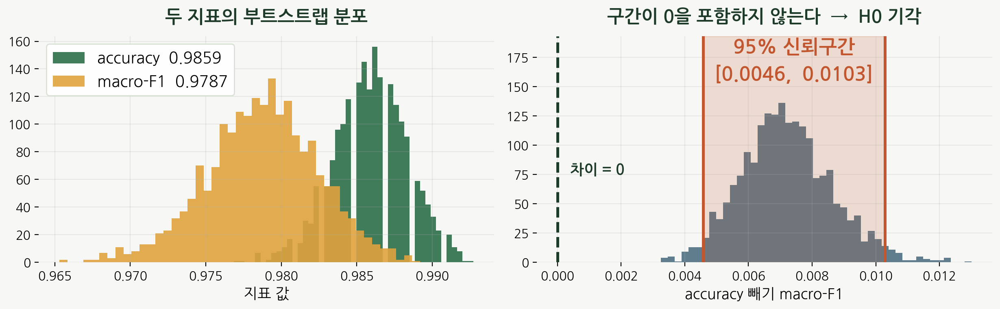 두 지표의 부트스트랩 분포
accuracy 0.9859
macro-F1 0.9787
160
140
120
100
80
60
40
20
0
0.965 0.970 0.975 0.980 0.985 0.990
지표 값
구간이 0을 포함하지 않는다 → H0 기각
95% 신뢰구간
[0.0046, 0.0103]
차이 = 0
175
150
125
100
75
50
25
0
0.000 0.002 0.004 0.006 0.008 0.010 0.012
accuracy 빼기 macro-F1